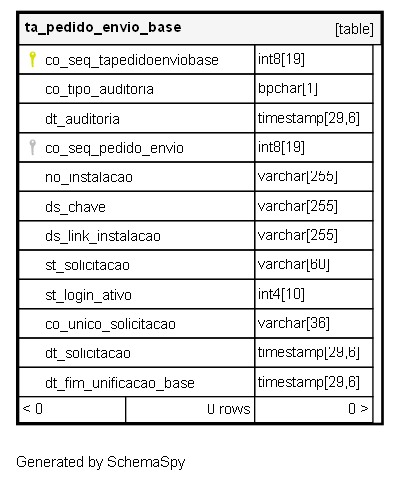 ta_pedido_envio_base [table]
co_seq_tapedidoenviobase int8[19]
co_tipo_auditoria bpchar[1]
dt_auditoria timestamp[29,6]
co_seq_pedido_envio int8[19]
no_instalacao varchar[255]
ds_chave varchar[255]
ds_link_instalacao varchar[255]
st_solicitacao varchar[60]
st_login_ativo int4[10]
co_unico_solicitacao varchar[36]
dt_solicitacao timestamp[29,6]
dt_fim_unificacao_base timestamp[29,6]
< 0 0 rows 0 >
Generated by SchemaSpy